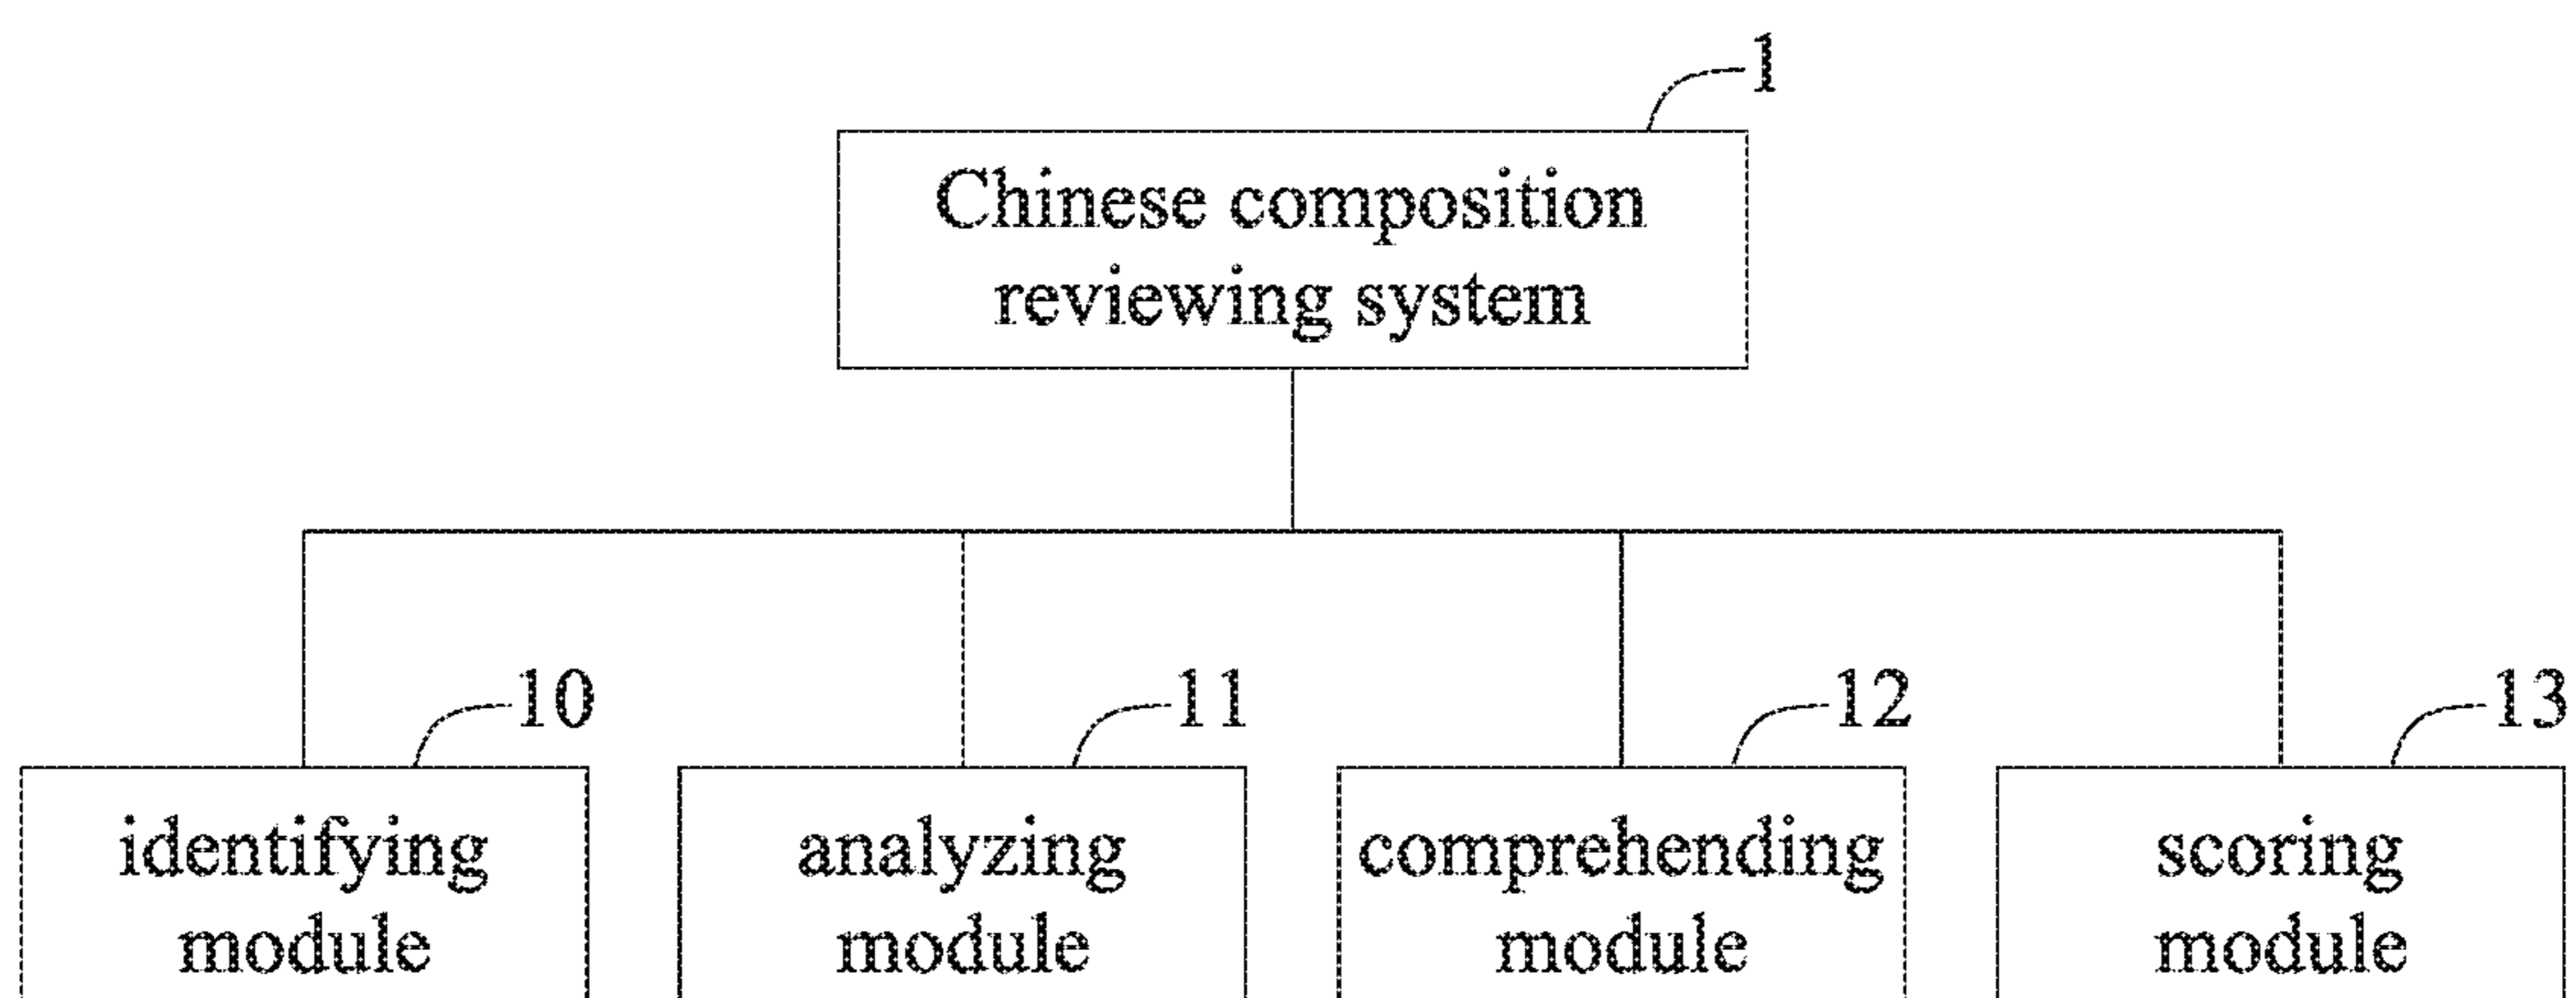 1
Chinese composition
reviewing system
10
11
12
13
identifying
module
analyzing
module
comprehending
module
scoring
module